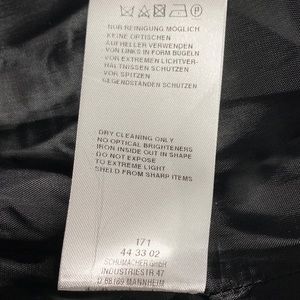 NUR REINIGUNG MÖGLICH
KEINE OPTISCHEN
AUFHELLER VERWENDEN
VON LINKS IN FORM BÜGELN
VOR EXTREMEN LICHTVER-
HÄLTNISSEN SCHÜTZEN
VOR SPITZEN
GEGENSTÄNDEN SCHÜTZEN
DRY CLEANING ONLY
NO OPTICAL BRIGHTENERS
IRON INSIDE OUT IN SHAPE
DO NOT EXPOSE
TO EXTREME LIGHT
SHIELD FROM SHARP ITEMS
171
44 33 02
SCHUMACHER GMBH
INDUSTRIESTR. 47
D 68169 MANNHEIM